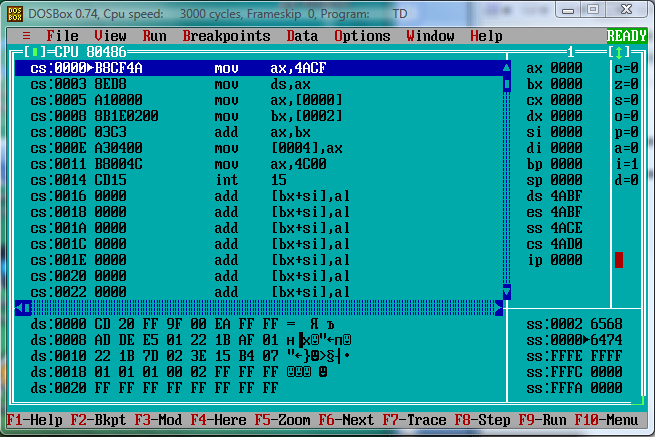 DOSBox 0.74, Cpu speed:    3000 cycles, Frameskip  0, Program:       TD
≡  File  View  Run  Breakpoints  Data  Options  Window  Help  READY
[■]=CPU 80486  1  [↕]
cs:0000►B8CF4A         mov    ax,4ACF  ax 0000  c=0
cs:0003 8ED8           mov    ds,ax  bx 0000  z=0
cs:0005 A10000         mov    ax,[0000]  cx 0000  s=0
cs:0008 8B1E0200       mov    bx,[0002]  dx 0000  o=0
cs:000C 03C3           add    ax,bx  si 0000  p=0
cs:000E A30400         mov    [0004],ax  di 0000  a=0
cs:0011 B8004C         mov    ax,4C00  bp 0000  i=1
cs:0014 CD15           int    15  sp 0000  d=0
cs:0016 0000           add    [bx+si],al  ds 4ABF
cs:0018 0000           add    [bx+si],al  es 4ABF
cs:001A 0000           add    [bx+si],al  ss 4ACE
cs:001C 0000           add    [bx+si],al  cs 4AD0
cs:001E 0000           add    [bx+si],al  ip 0000
cs:0020 0000           add    [bx+si],al
cs:0022 0000           add    [bx+si],al
ds:0000 CD 20 FF 9F 00 EA FF FF =  Я ъ  ss:0002 6568
ds:0008 AD DE E5 01 22 1B AF 01 н▐х☺"←п☺  ss:0000►6474
ds:0010 22 1B 7D 02 3E 15 B4 07 "←}☻>§┤•  ss:FFFE FFFF
ds:0018 01 01 01 00 02 FF FF FF ☺☺☺ ☻  ss:FFFC 0000
ds:0020 FF FF FF FF FF FF FF FF  ss:FFFA 0000
F1-Help F2-Bkpt F3-Mod F4-Here F5-Zoom F6-Next F7-Trace F8-Step F9-Run F10-Menu